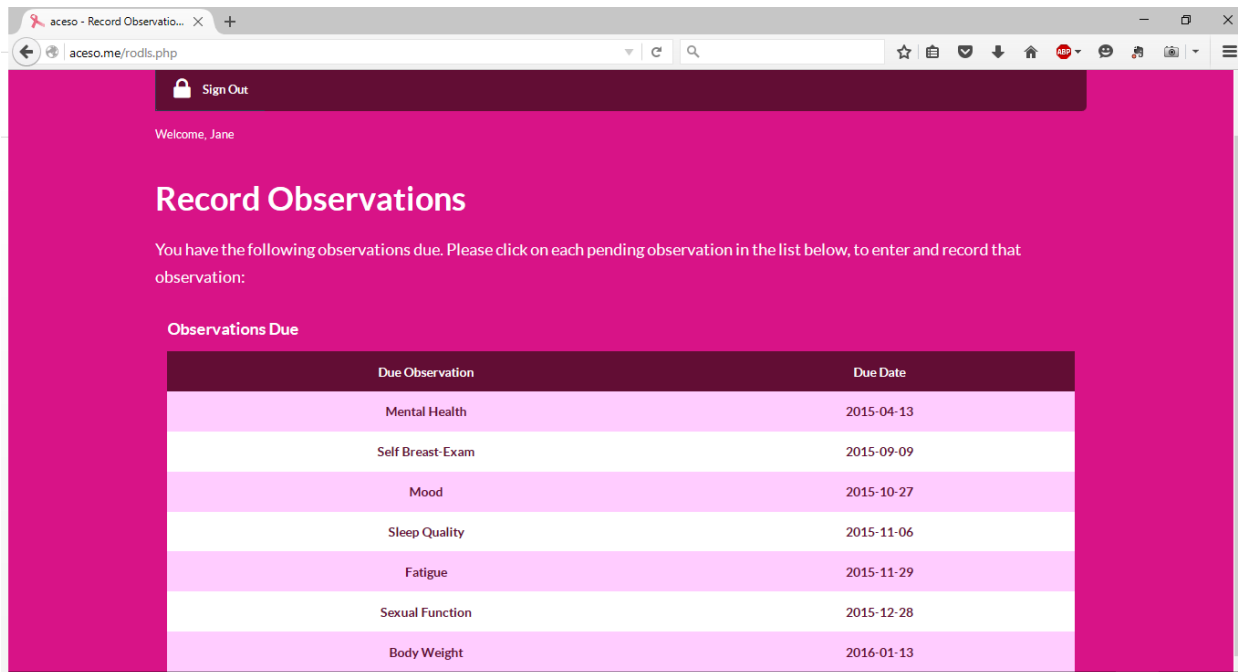 aceso - Record Observatio...
aceso.me/rodls.php
ABP
Sign Out
Welcome, Jane
Record Observations
You have the following observations due. Please click on each pending observation in the list below, to enter and record that
observation:
Observations Due
Due Observation Due Date
Mental Health 2015-04-13
Self Breast-Exam 2015-09-09
Mood 2015-10-27
Sleep Quality 2015-11-06
Fatigue 2015-11-29
Sexual Function 2015-12-28
Body Weight 2016-01-13